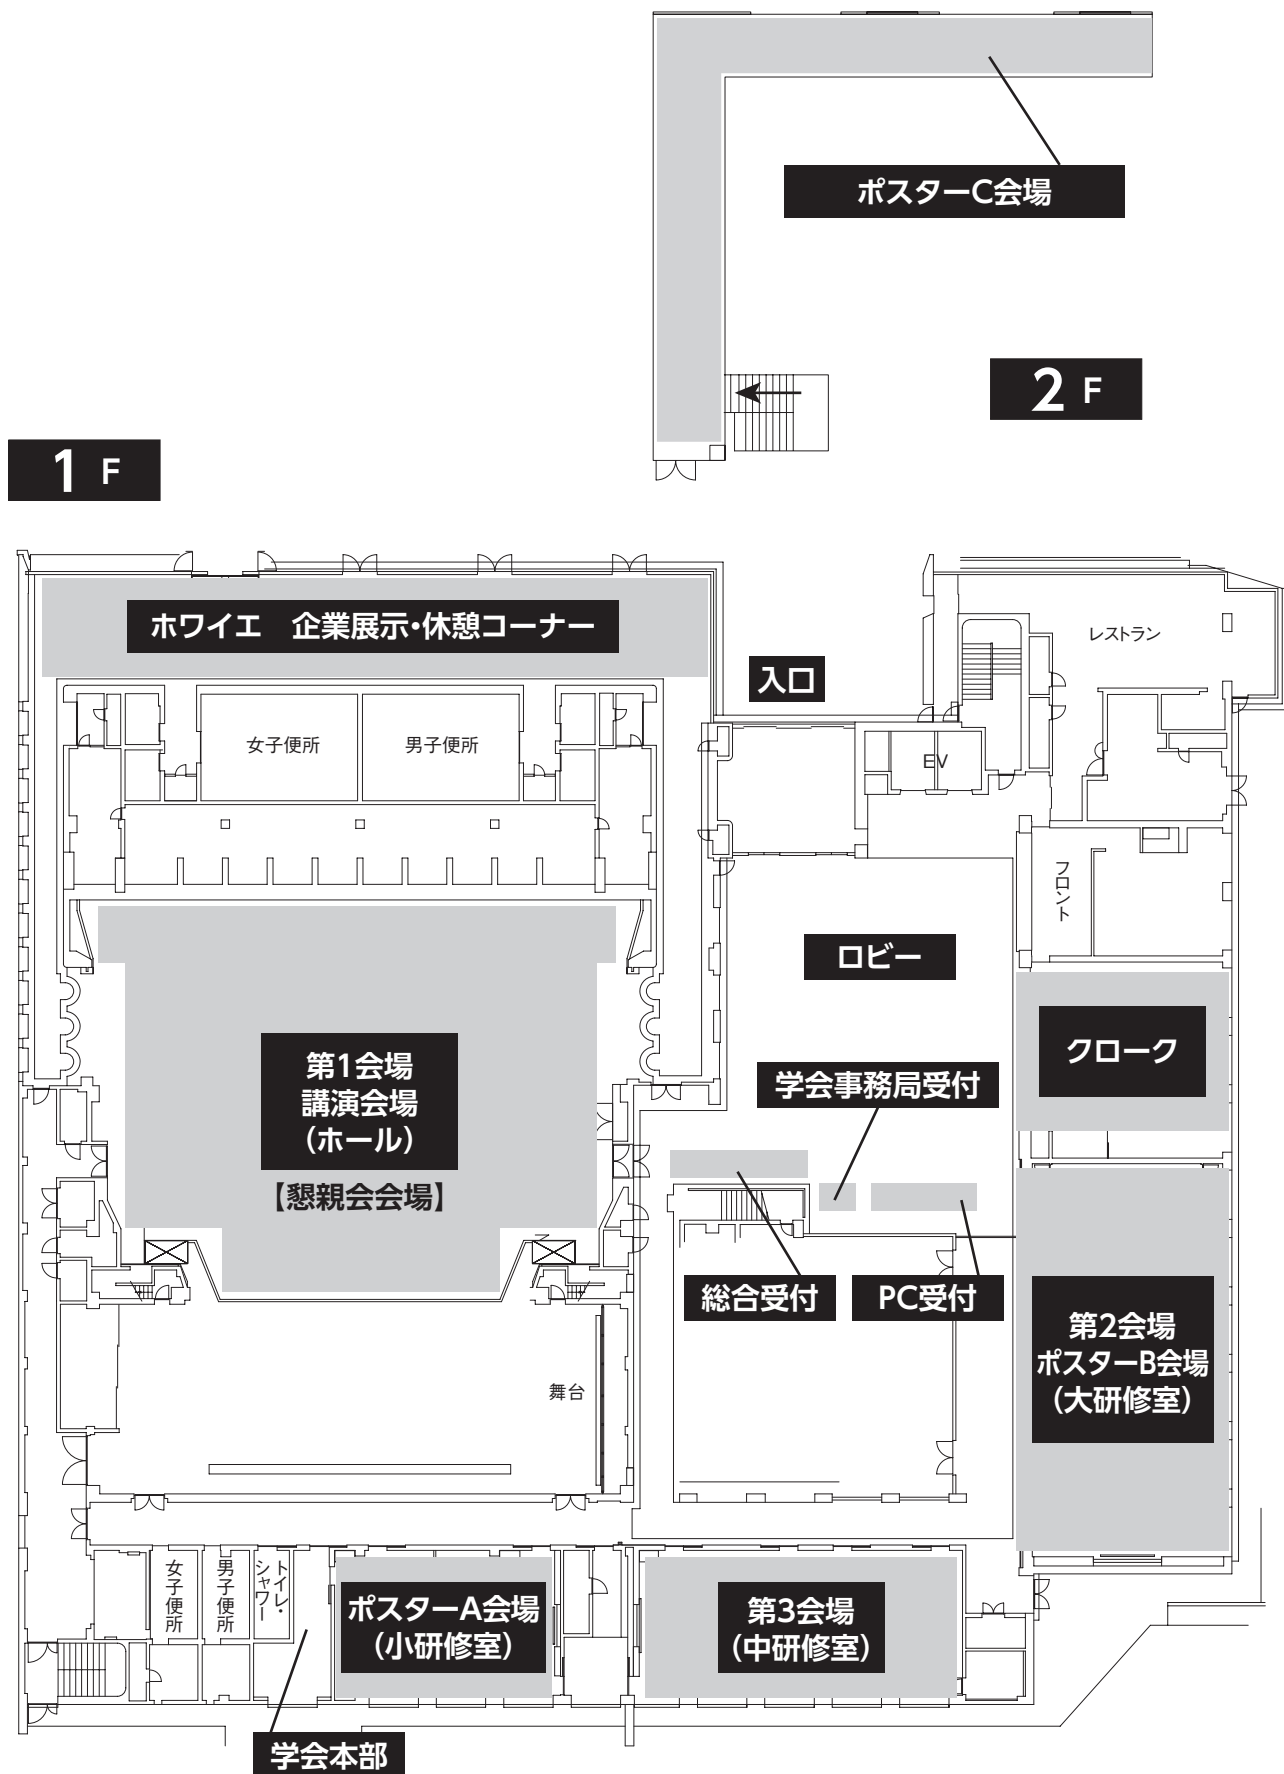 ポスターC会場
2 F
1 F
ホワイエ　企業展示・休憩コーナー
入口
レストラン
女子便所
男子便所
EV
フロント
ロビー
クローク
第1会場
講演会場
（ホール）
【懇親会会場】
学会事務局受付
総合受付
PC受付
第2会場
ポスターB会場
（大研修室）
舞台
女子便所
男子便所
トイレ・
シャワー
ポスターA会場
（小研修室）
第3会場
（中研修室）
学会本部